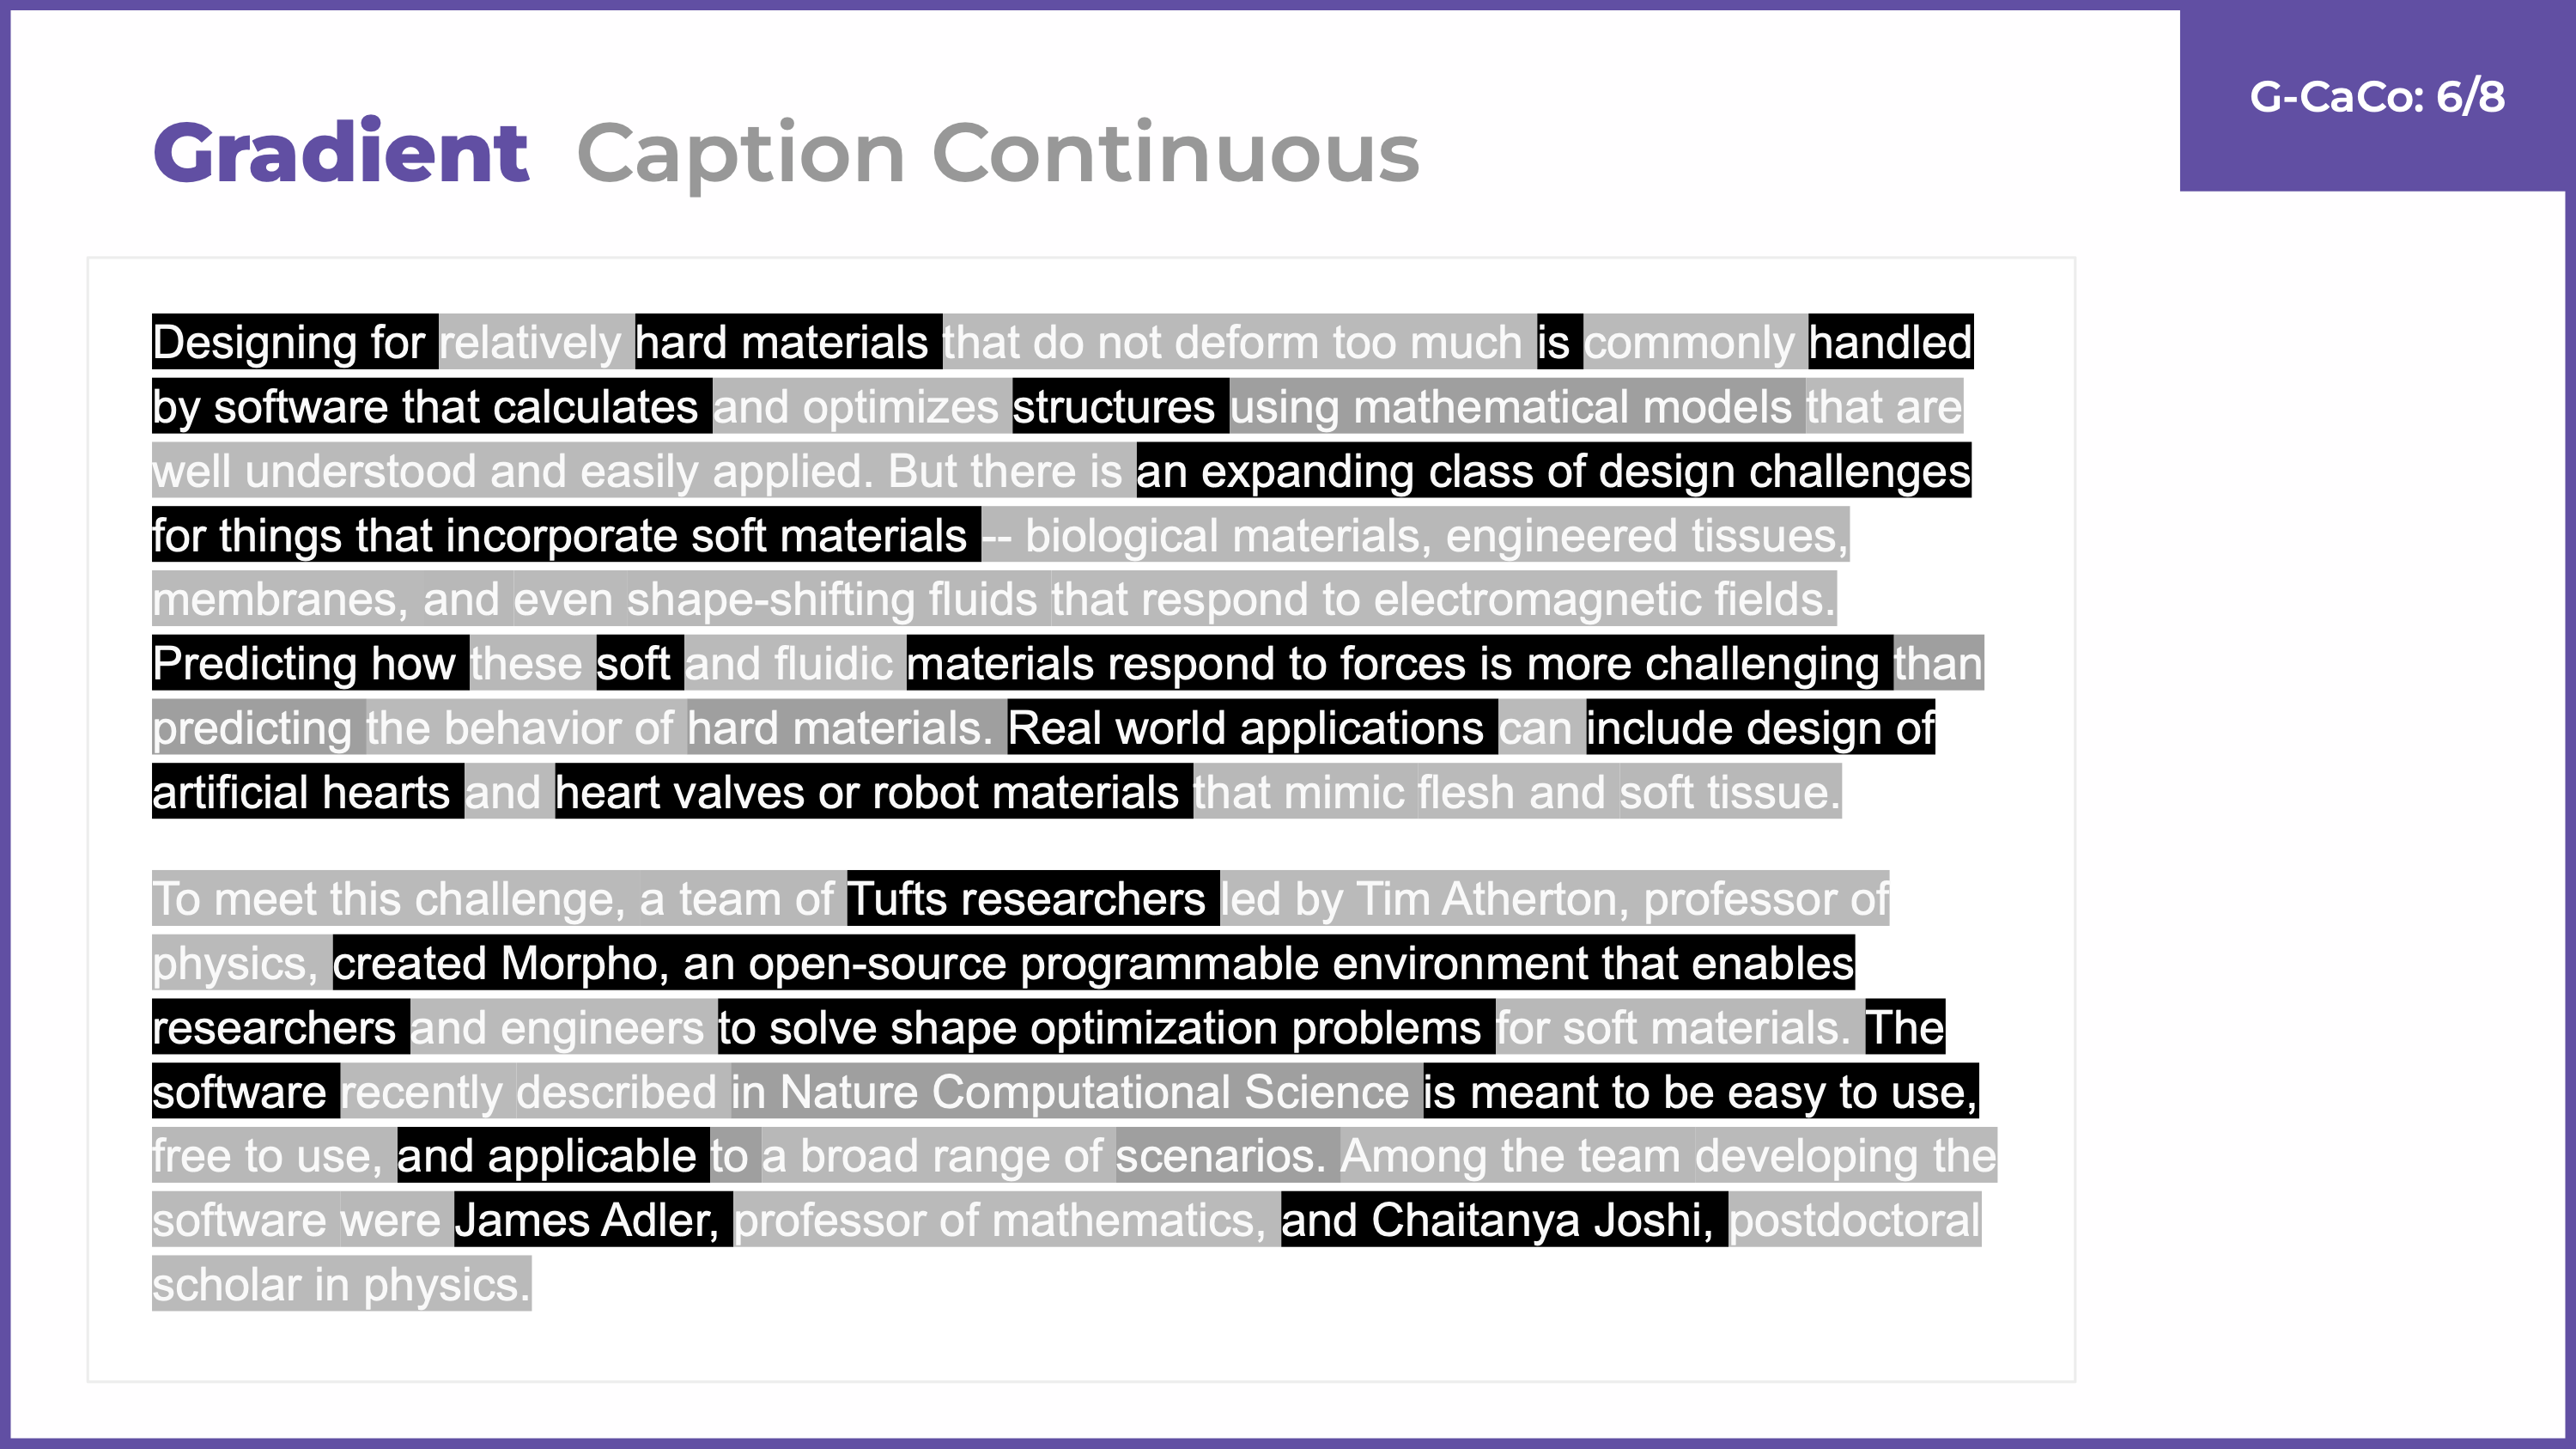 G-CaCo: 6/8
Gradient Caption Continuous
Designing for relatively hard materials that do not deform too much is commonly handled
by software that calculates and optimizes structures using mathematical models that are
well understood and easily applied. But there is an expanding class of design challenges
for things that incorporate soft materials -- biological materials, engineered tissues,
membranes, and even shape-shifting fluids that respond to electromagnetic fields.
Predicting how these soft and fluidic materials respond to forces is more challenging than
predicting the behavior of hard materials. Real world applications can include design of
artificial hearts and heart valves or robot materials that mimic flesh and soft tissue.
To meet this challenge, a team of Tufts researchers led by Tim Atherton, professor of
physics, created Morpho, an open-source programmable environment that enables
researchers and engineers to solve shape optimization problems for soft materials. The
software recently described in Nature Computational Science is meant to be easy to use,
free to use, and applicable to a broad range of scenarios. Among the team developing the
software were James Adler, professor of mathematics, and Chaitanya Joshi, postdoctoral
scholar in physics.